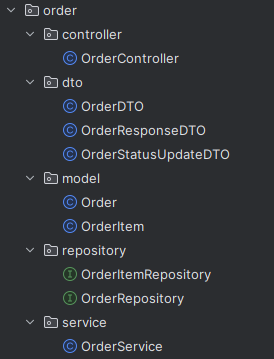 order
controller
OrderController
dto
OrderDTO
OrderResponseDTO
OrderStatusUpdateDTO
model
Order
OrderItem
repository
OrderItemRepository
OrderRepository
service
OrderService